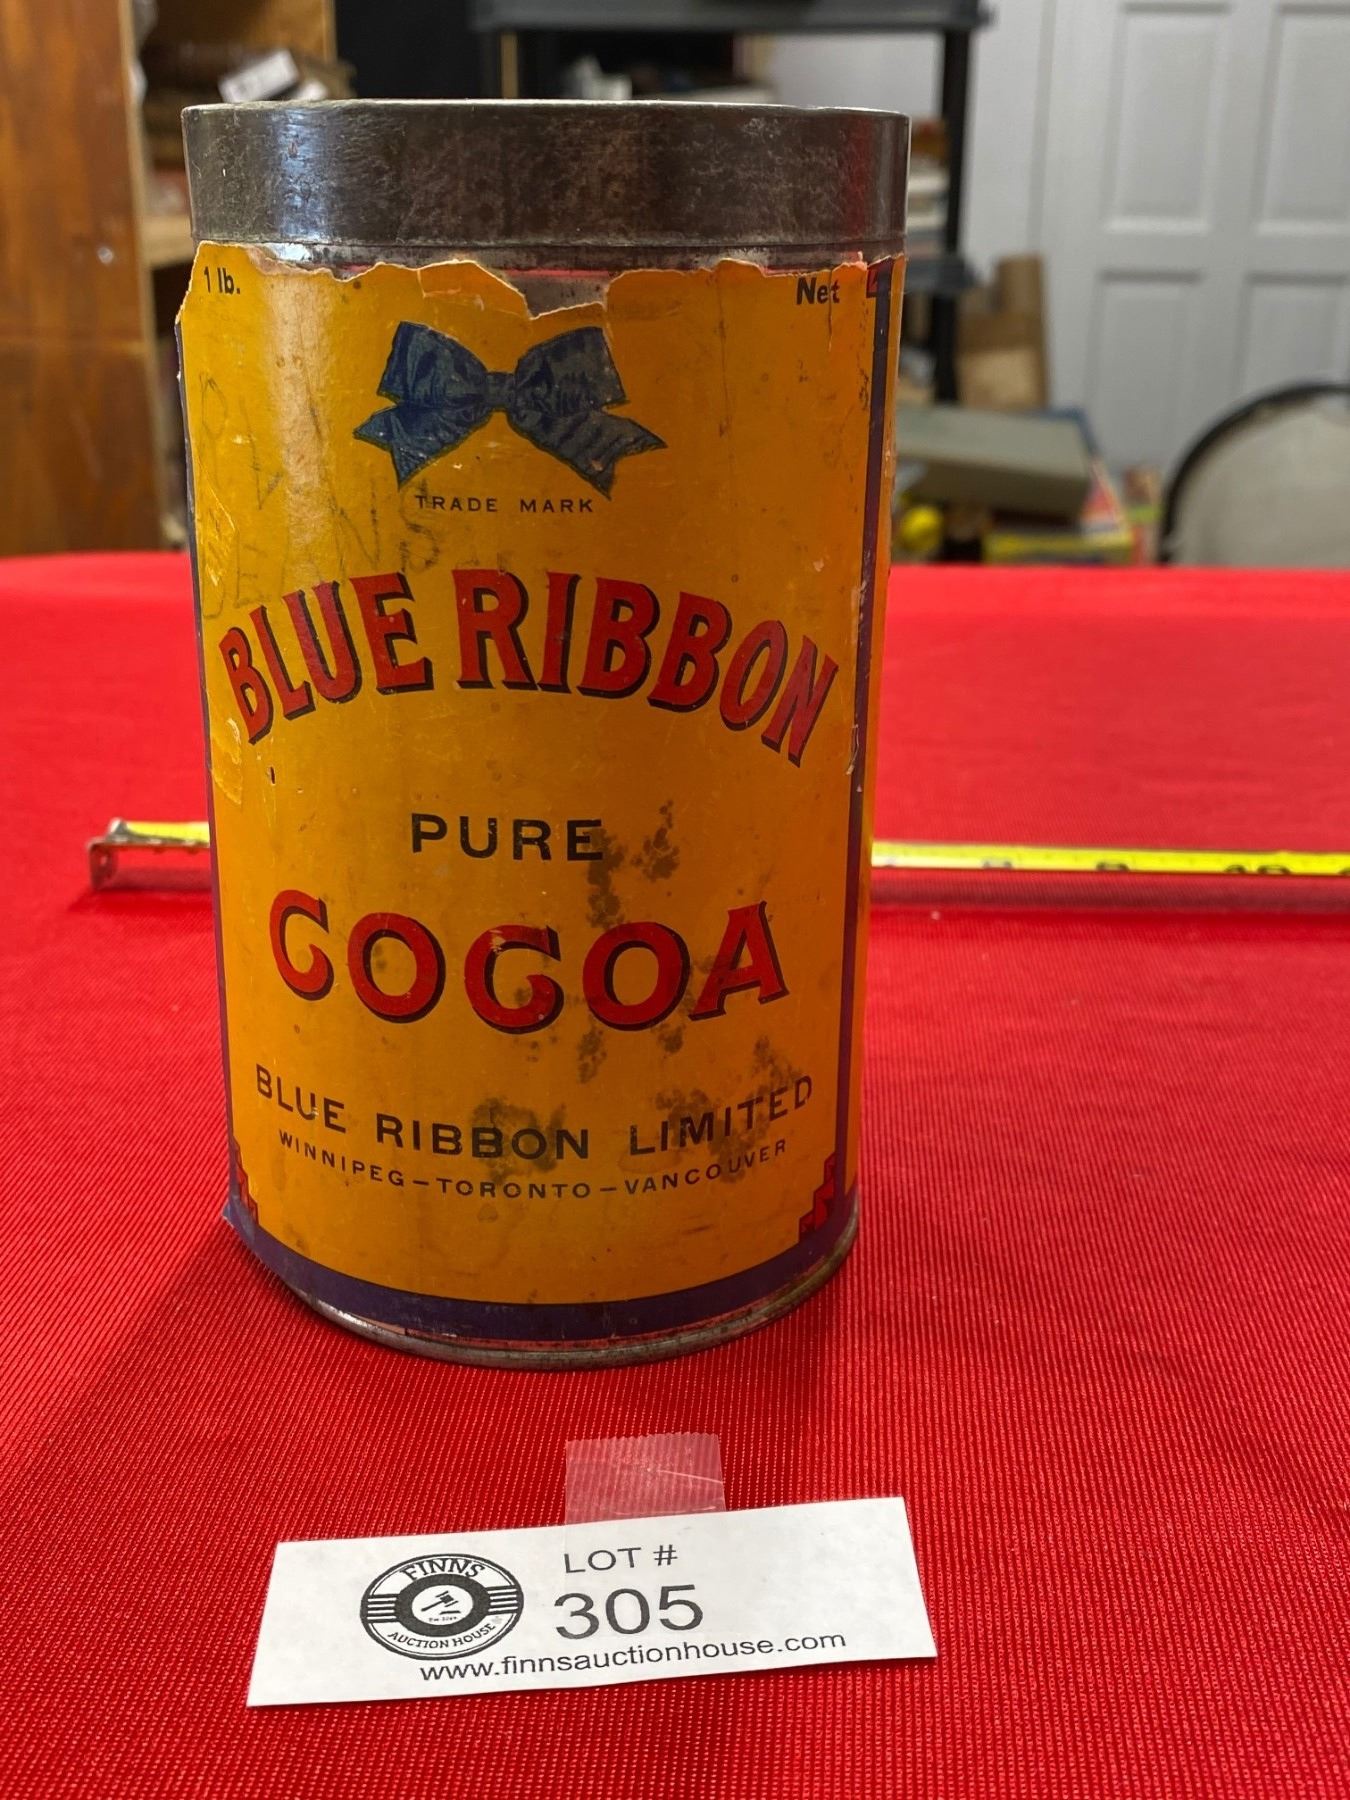 1 lb. Net
TRADE MARK
BLUE RIBBON
PURE
COCOA
BLUE RIBBON LIMITED
WINNIPEG–TORONTO–VANCOUVER
FINNS
AUCTION HOUSE
LOT #
305
www.finnsauctionhouse.com